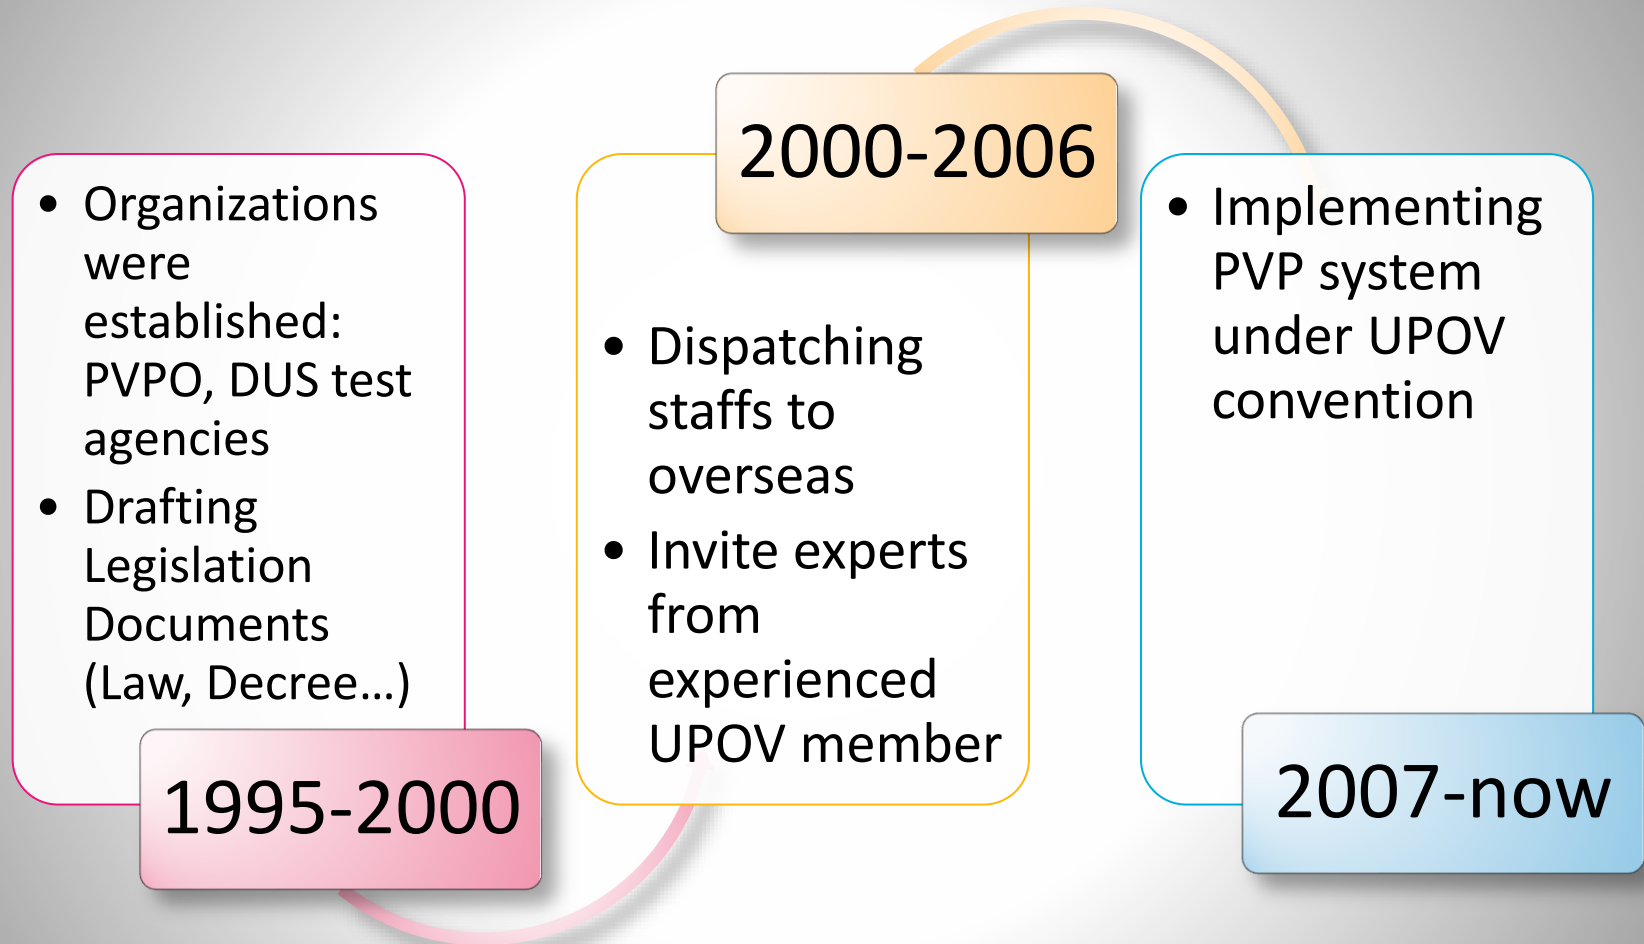 • Organizations
were
established:
PVPO, DUS test
agencies
• Drafting
Legislation
Documents
(Law, Decree...)
1995-2000
2000-2006
• Dispatching
staffs to
overseas
• Invite experts
from
experienced
UPOV member
• Implementing
PVP system
under UPOV
convention
2007-now